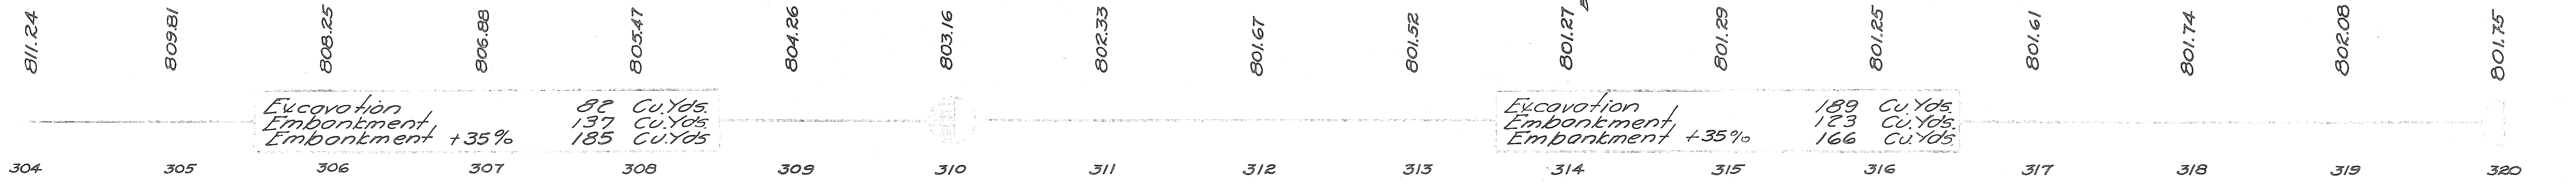 811.24 809.81 808.25 806.88 805.47 804.26 803.16 802.33 801.67 801.52 801.27 801.29 801.25 801.61 801.74 802.08 801.75
Excavation 82 Cu.Yds.
Embankment 137 Cu.Yds.
Embankment +35% 185 Cu.Yds
Excavation 189 Cu.Yds.
Embankment 123 Cu.Yds.
Embankment +35% 166 Cu.Yds.
304 305 306 307 308 309 310 311 312 313 314 315 316 317 318 319 320